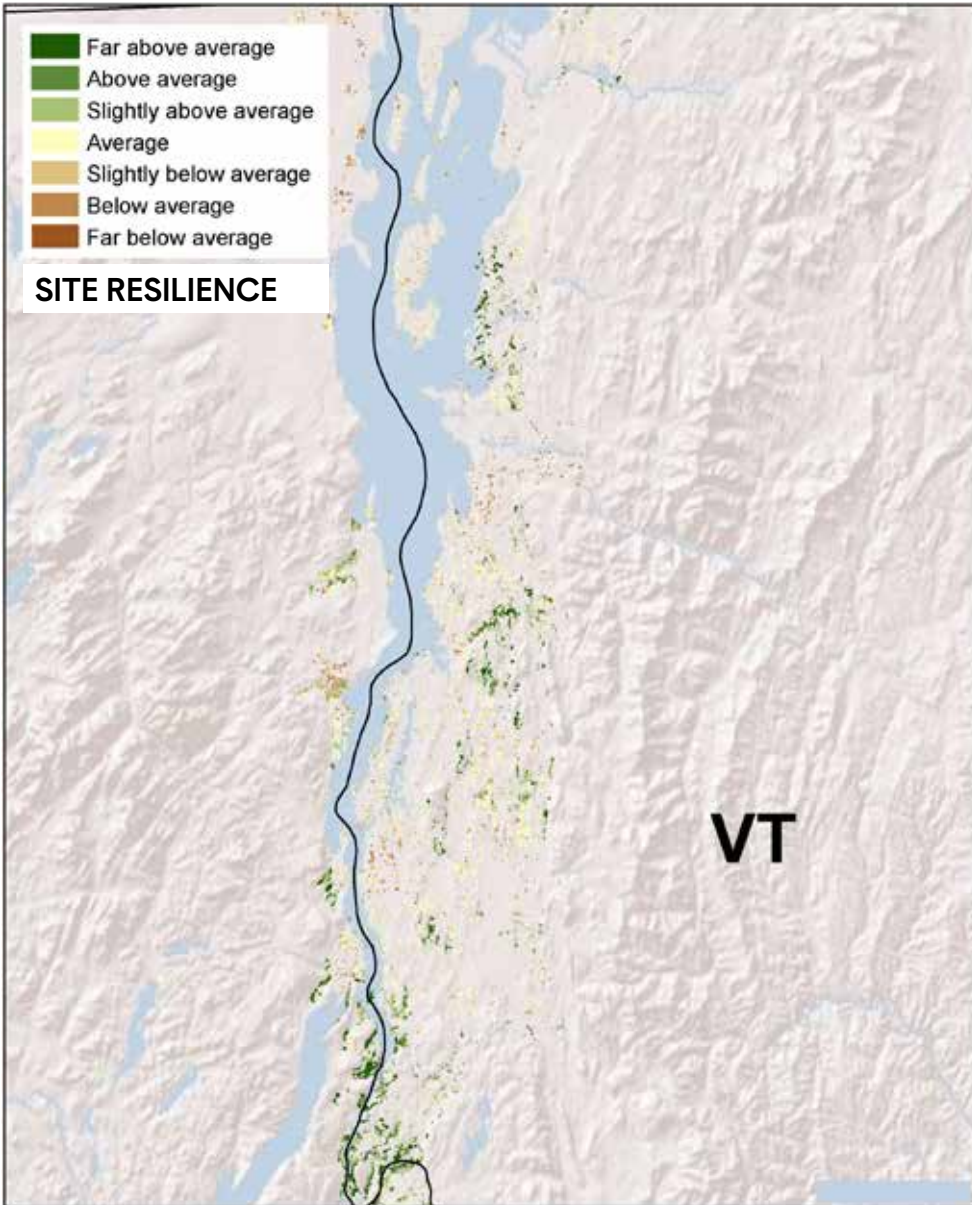 Far above average
Above average
Slightly above average
Average
Slightly below average
Below average
Far below average
SITE RESILIENCE
VT